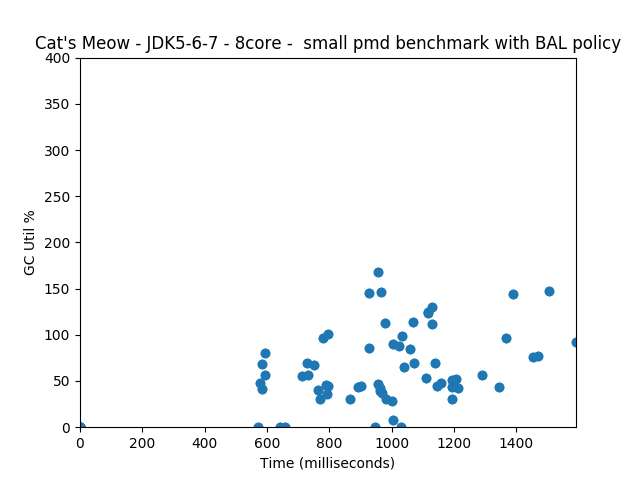 Cat's Meow - JDK5-6-7 - 8core -  small pmd benchmark with BAL policy
400
350
300
250
200
150
100
50
0
GC Util %
0 200 400 600 800 1000 1200 1400
Time (milliseconds)